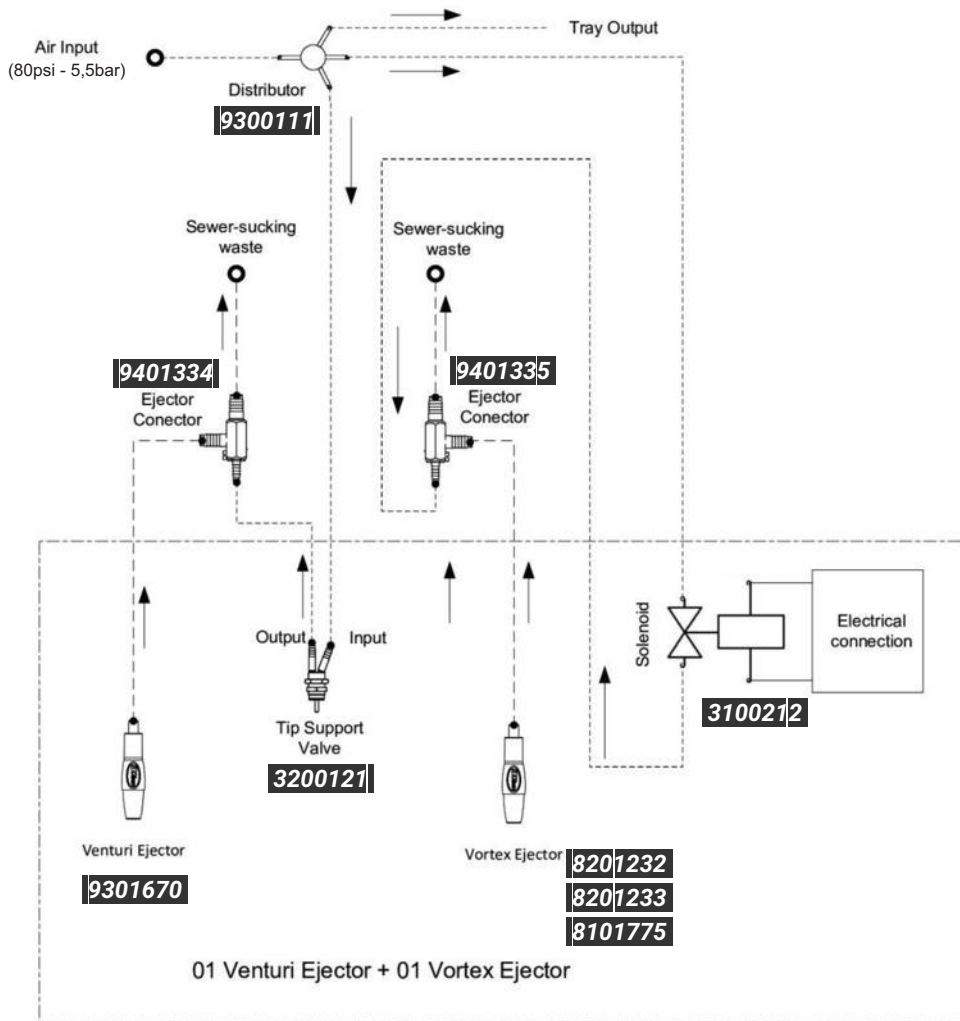 Tray Output
Air Input
(80psi - 5,5bar)
Distributor
9300111
Sewer-sucking
waste
Sewer-sucking
waste
9401334
Ejector
Conector
9401335
Ejector
Conector
Output
Input
Tip Support
Valve
3200121
Solenoid
Electrical
connection
3100212
Venturi Ejector
9301670
Vortex Ejector
8201232
8201233
8101775
01 Venturi Ejector + 01 Vortex Ejector